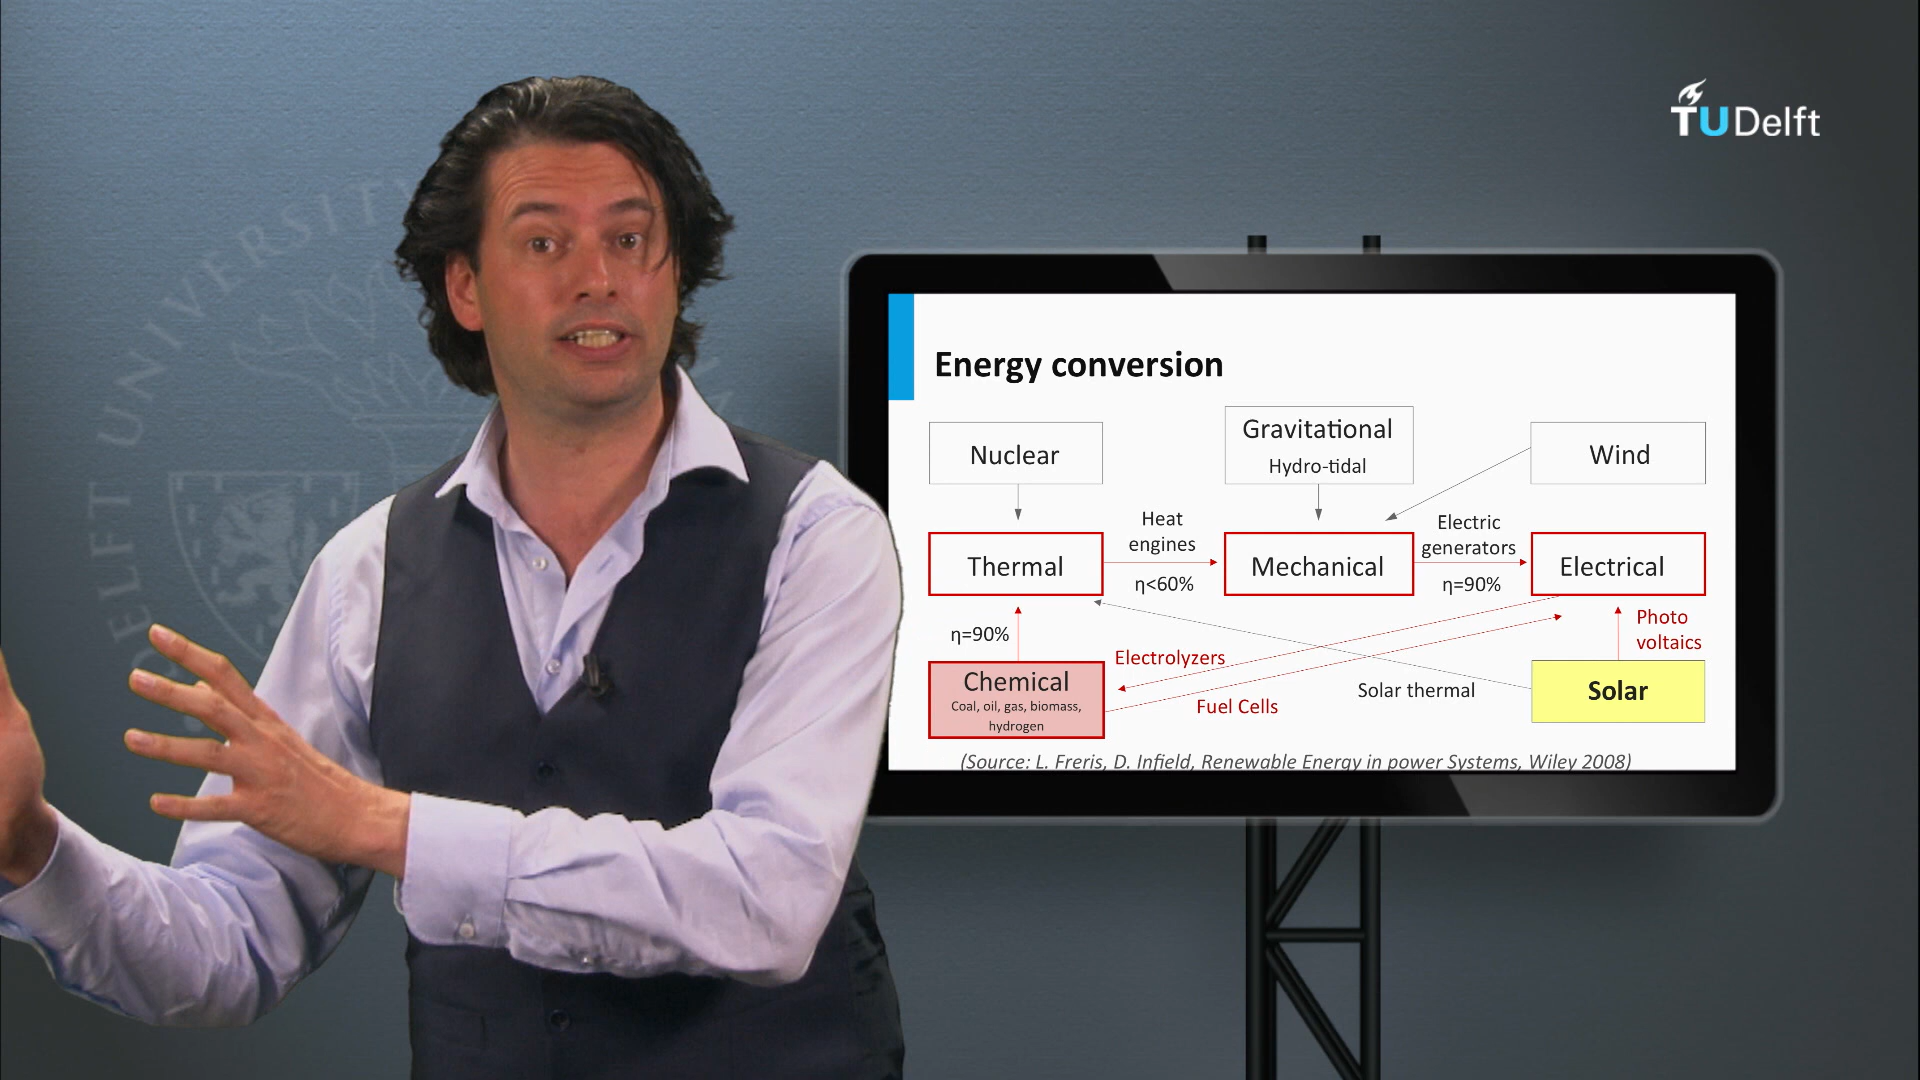 TUDelft
DELFT UNIVERSITY
Energy conversion
Nuclear
Gravitational
Hydro-tidal
Wind
Thermal
Heat
engines
η<60%
Mechanical
Electric
generators
η=90%
Electrical
η=90%
Photo
voltaics
Electrolyzers
Chemical
Coal, oil, gas, biomass,
hydrogen
Fuel Cells
Solar thermal
Solar
(Source: L. Freris, D. Infield, Renewable Energy in power Systems, Wiley 2008)